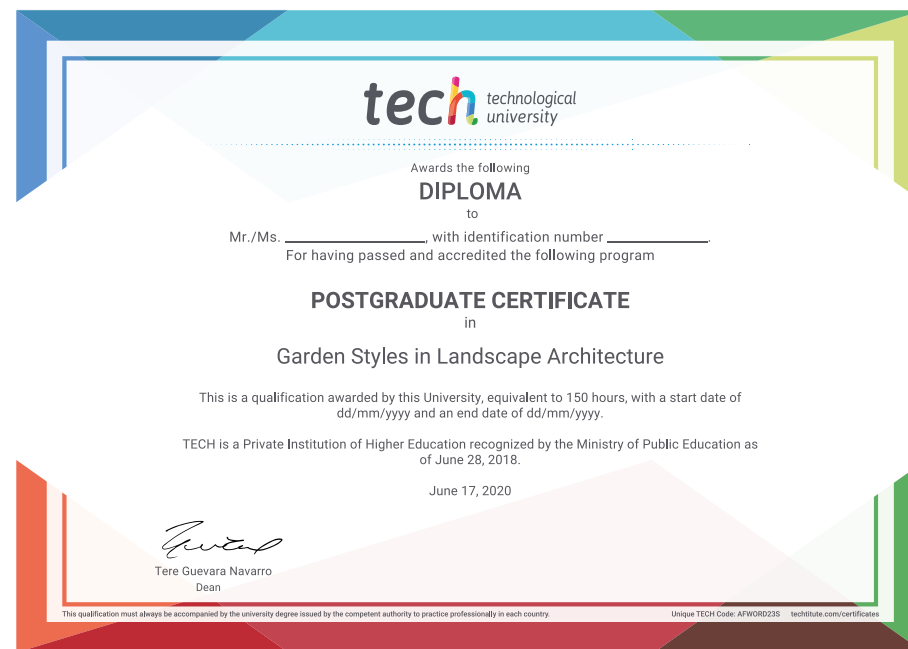 tech technological
university
Awards the following
DIPLOMA
to
Mr./Ms. ____________________, with identification number ______________.
For having passed and accredited the following program
POSTGRADUATE CERTIFICATE
in
Garden Styles in Landscape Architecture
This is a qualification awarded by this University, equivalent to 150 hours, with a start date of
dd/mm/yyyy and an end date of dd/mm/yyyy.
TECH is a Private Institution of Higher Education recognized by the Ministry of Public Education as
of June 28, 2018.
June 17, 2020
Tere Guevara Navarro
Dean
This qualification must always be accompanied by the university degree issued by the competent authority to practice professionally in each country. Unique TECH Code: AFWORD23S techtitute.com/certificates